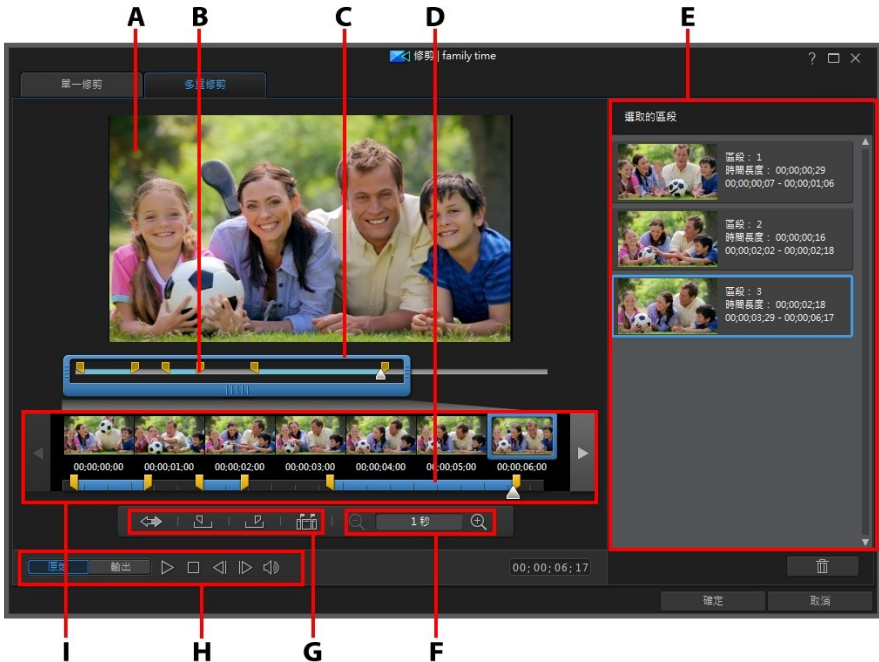 A B C D E
修剪 | family time
? 
單一修剪 多重修剪
選取的區段
區段： 1
時間長度： 00;00;00;29
00;00;00;07 - 00;00;01;06
區段： 2
時間長度： 00;00;00;16
00;00;02;02 - 00;00;02;18
區段： 3
時間長度： 00;00;02;18
00;00;03;29 - 00;00;06;17
00;00;00;00 00;00;01;00 00;00;02;00 00;00;03;00 00;00;04;00 00;00;05;00 00;00;06;00
1 秒
原始 輸出
00; 00; 06; 17
確定 取消
I H G F